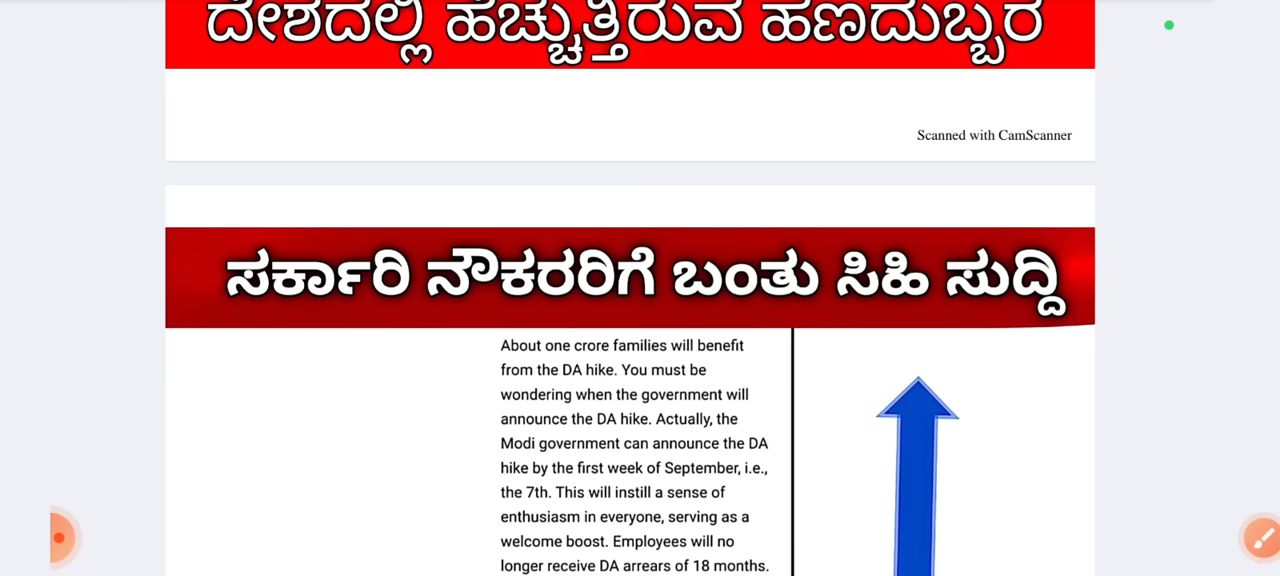 ದೇಶದಲ್ಲಿ ಹೆಚ್ಚುತ್ತಿರುವ ಹಣದುಬ್ಬರ
Scanned with CamScanner
ಸರ್ಕಾರಿ ನೌಕರರಿಗೆ ಬಂತು ಸಿಹಿ ಸುದ್ದಿ
About one crore families will benefit
from the DA hike. You must be
wondering when the government will
announce the DA hike. Actually, the
Modi government can announce the DA
hike by the first week of September, i.e.,
the 7th. This will instill a sense of
enthusiasm in everyone, serving as a
welcome boost. Employees will no
longer receive DA arrears of 18 months.